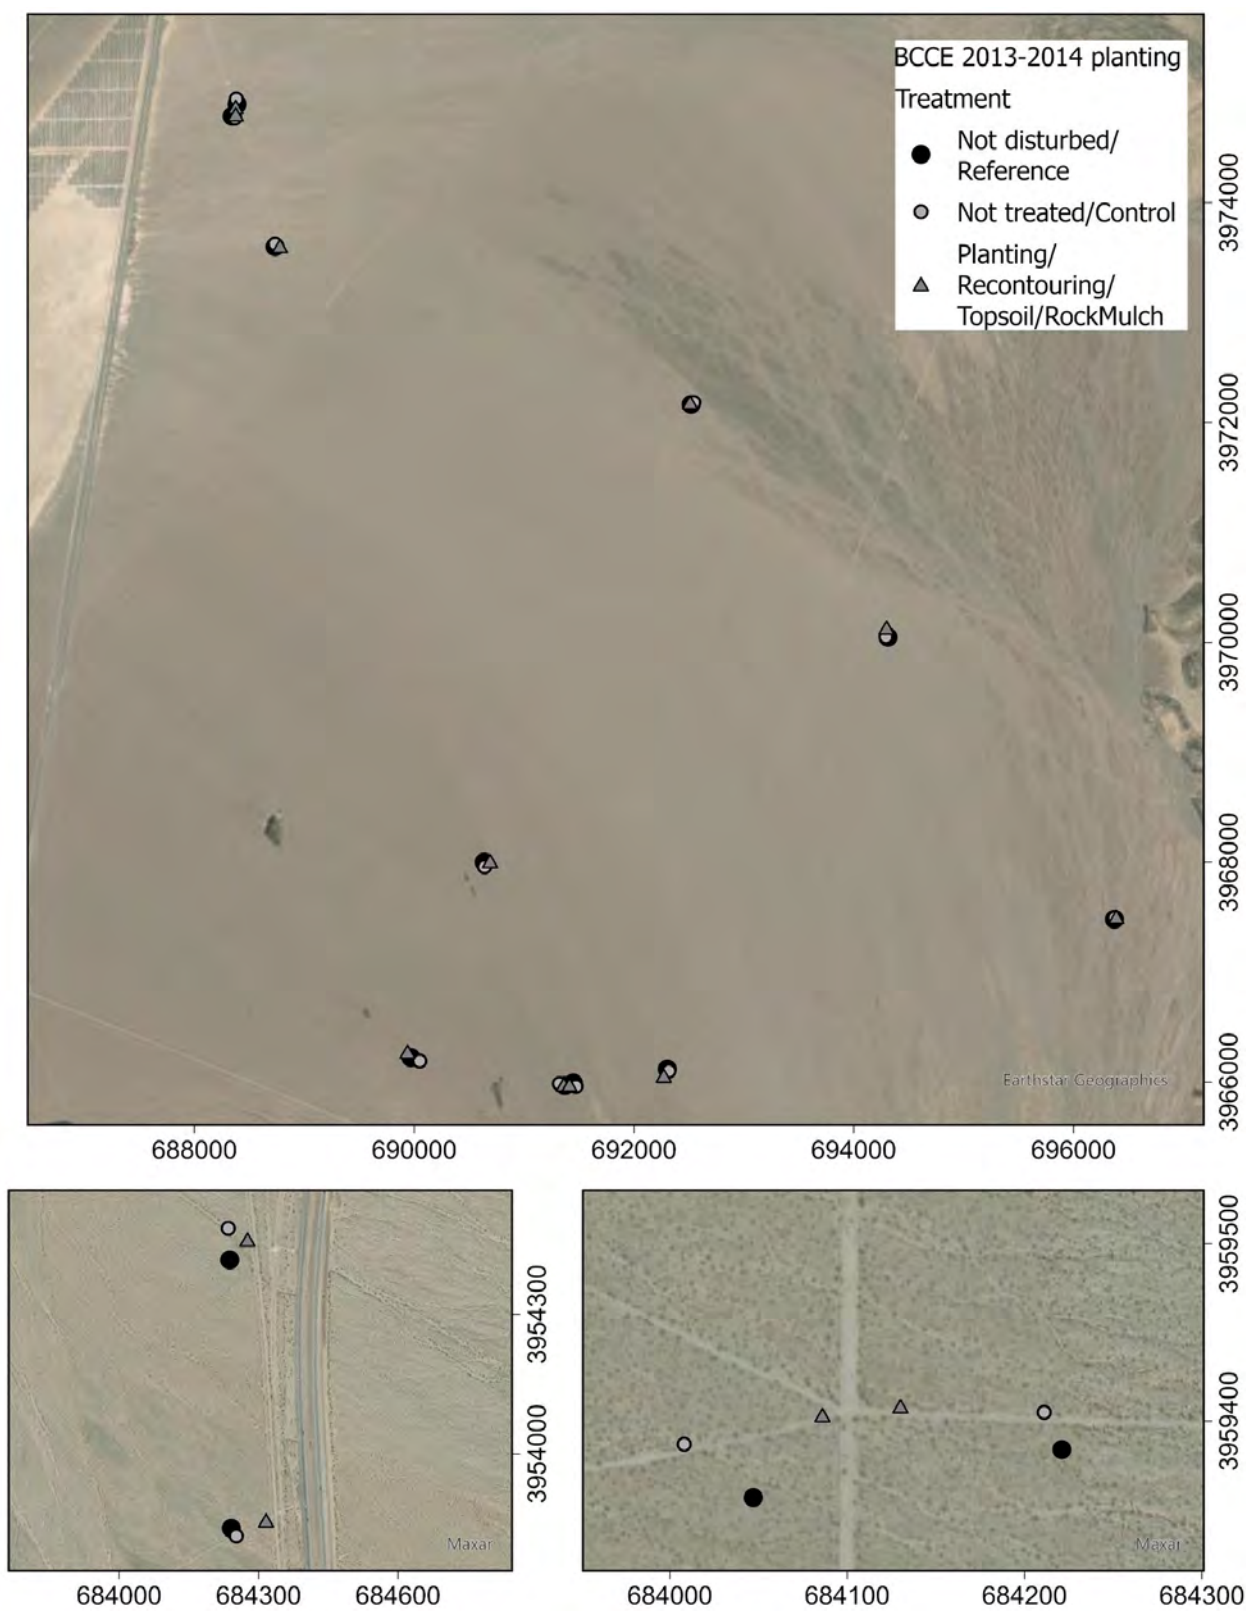 BCCE 2013-2014 planting
Treatment
Not disturbed/
Reference
Not treated/Control
Planting/
Recontouring/
Topsoil/RockMulch
3974000
3972000
3970000
3968000
3966000
Earthstar Geographics
688000 690000 692000 694000 696000
3954300
3954000
Maxar
684000 684300 684600
3959500
3959400
Maxar
684000 684100 684200 684300